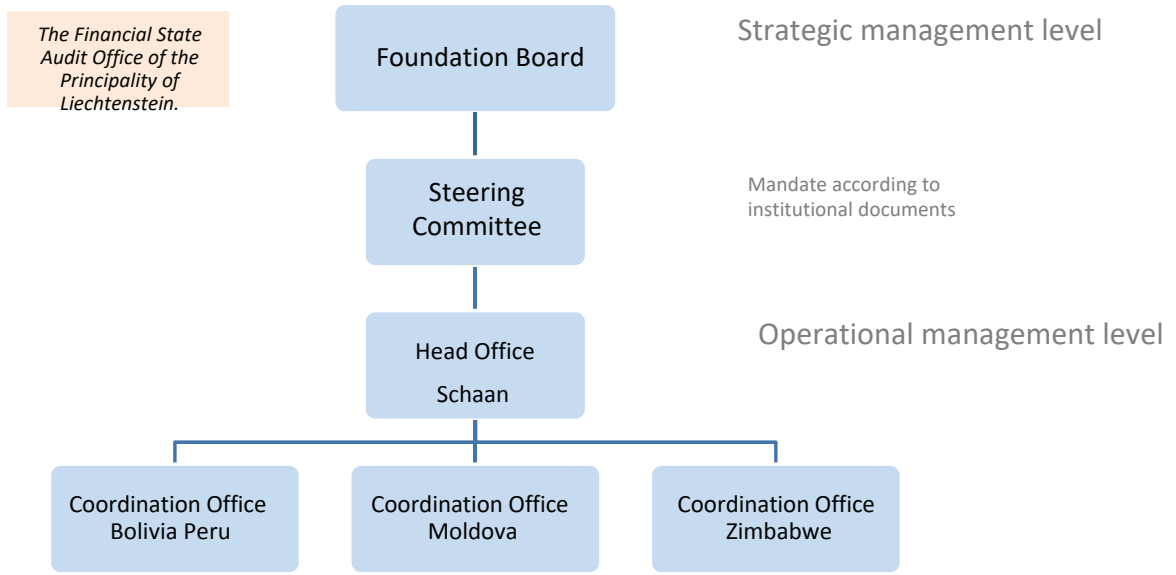 The Financial State
Audit Office of the
Principality of
Liechtenstein.
Foundation Board
Strategic management level
Steering
Committee
Mandate according to
institutional documents
Head Office
Schaan
Operational management level
Coordination Office
Bolivia Peru
Coordination Office
Moldova
Coordination Office
Zimbabwe